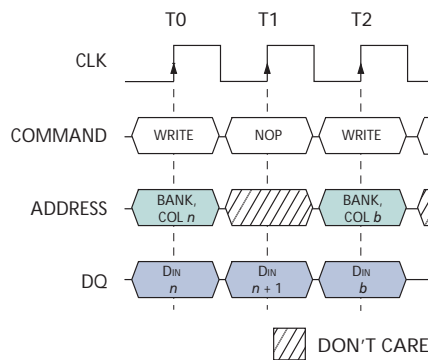 T0 T1 T2
CLK
COMMAND WRITE NOP WRITE
BANK, BANK,
ADDRESS COL n COL b
DIN DIN DIN
DQ n n + 1 b
DON'T CARE